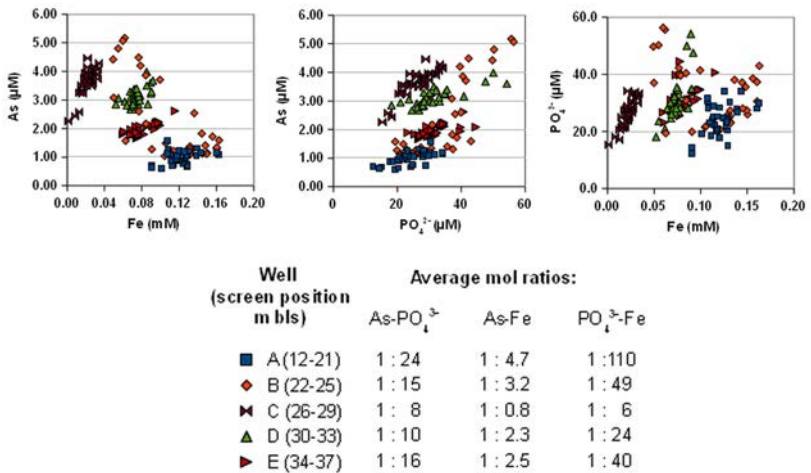 6.00
5.00
4.00
3.00
2.00
1.00
0.00
As (µM)
0.00 0.04 0.08 0.12 0.16 0.20
Fe (mM)
6.00
5.00
4.00
3.00
2.00
1.00
0.00
As (µM)
0 20 40 60
PO₄²⁻ (µM)
60.0
40.0
20.0
0.0
PO₄³⁻ (µM)
0.00 0.05 0.10 0.15 0.20
Fe (mM)
Well
(screen position
m bls)
Average mol ratios:
As-PO₄³⁻ As-Fe PO₄³⁻-Fe
A (12-21) 1 : 24 1 : 4.7 1 :110
B (22-25) 1 : 15 1 : 3.2 1 : 49
C (26-29) 1 : 8 1 : 0.8 1 : 6
D (30-33) 1 : 10 1 : 2.3 1 : 24
E (34-37) 1 : 16 1 : 2.5 1 : 40